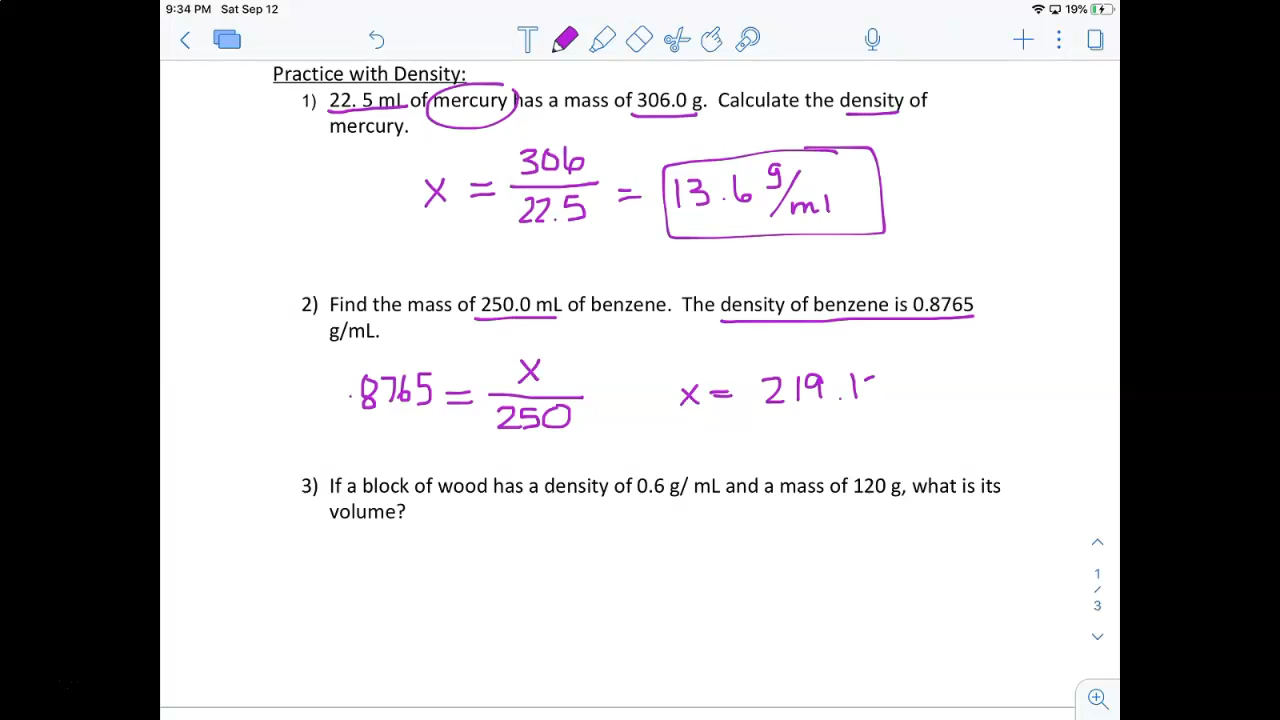 9:34 PM Sat Sep 12
19%
T
Practice with Density:
1) 22. 5 mL of mercury has a mass of 306.0 g. Calculate the density of
mercury.
x = 306/22.5 = 13.6 g/ml
2) Find the mass of 250.0 mL of benzene. The density of benzene is 0.8765
g/mL.
.8765 = x/250 x = 219.1
3) If a block of wood has a density of 0.6 g/ mL and a mass of 120 g, what is its
volume?
1
/
3